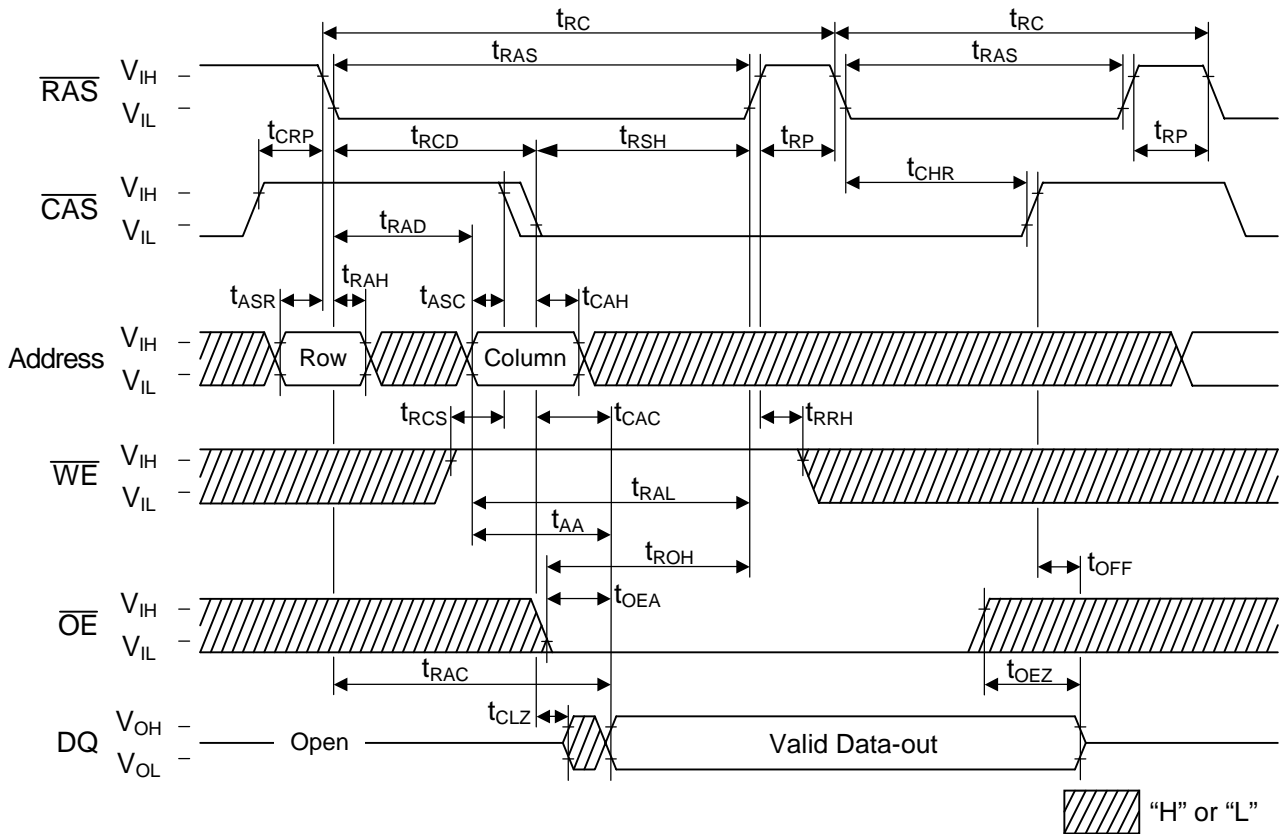 tRC tRC
tRAS tRAS
RAS VIH
VIL
tCRP tRCD tRSH tRP tRP
tCHR
CAS VIH
VIL
tRAD
tRAH
tASR tASC tCAH
Address VIH Row Column
VIL
tRCS tCAC tRRH
WE VIH
VIL
tRAL
tAA
tROH tOFF
tOEA
OE VIH
VIL
tRAC tOEZ
tCLZ
DQ VOH Open Valid Data-out
VOL
“H” or “L”